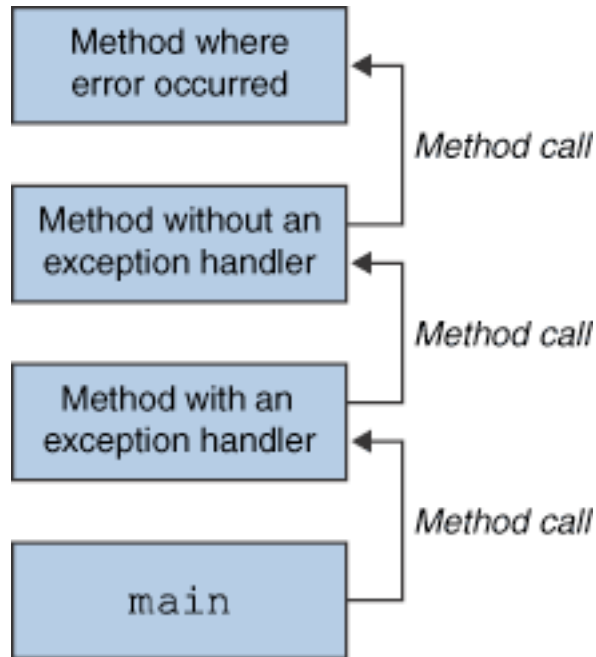 Method where
error occurred
Method call
Method without an
exception handler
Method call
Method with an
exception handler
Method call
main